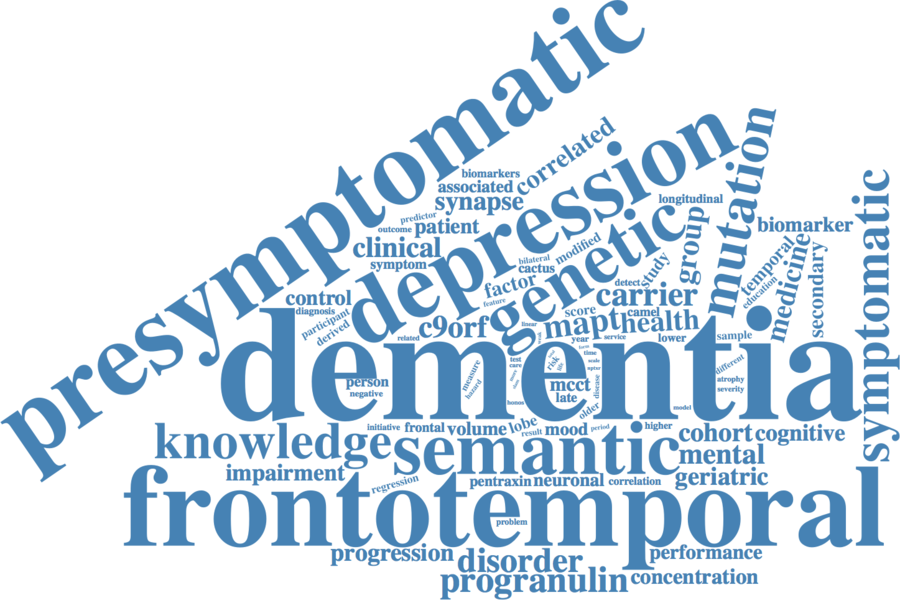 presymptomatic
correlated
biomarkers
associated
synapse
depression
mutation
longitudinal
predictor
outcome
patient
genetic
group
biomarker
symptomatic
clinical
symptom
bilateral
cactus
modified
study
temporal
medicine
secondary
education
control
diagnosis
participant
derived
factor
feature
detect
carrier
c9orf
linear
score
camel
mapt
health
related
year
service
lower
sample
dementia
person
negative
measure
hazard
test
care
risk
time
scale
nptx
mcct
late
disease
different
atrophy
severity
bonus
older
model
knowledge
initiative
frontal
volume
lobe
result
mood
period
higher
cohort
cognitive
semantic
mental
impairment
regression
pentraxin
neuronal
correlation
geriatric
frontotemporal
problem
progression
disorder
performance
progranulin
concentration